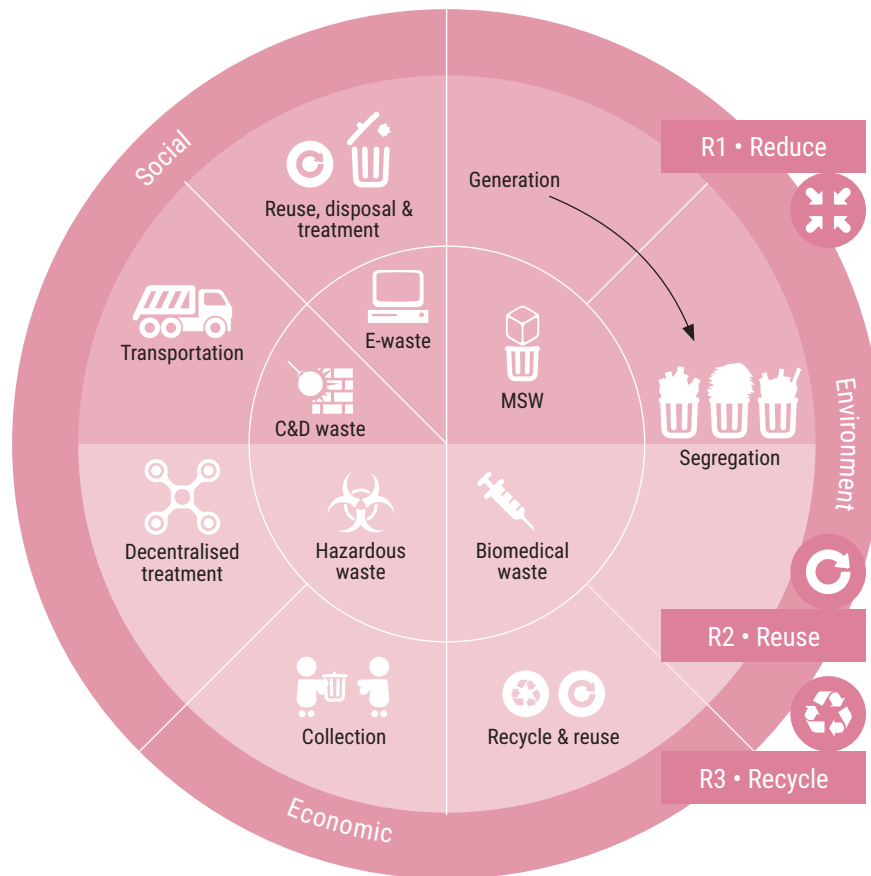 Social
R1 • Reduce
Generation
Reuse, disposal &
treatment
Transportation
E-waste
C&D waste
MSW
Environment
Segregation
Decentralised
treatment
Hazardous
waste
Biomedical
waste
R2 • Reuse
Collection
Recycle & reuse
R3 • Recycle
Economic